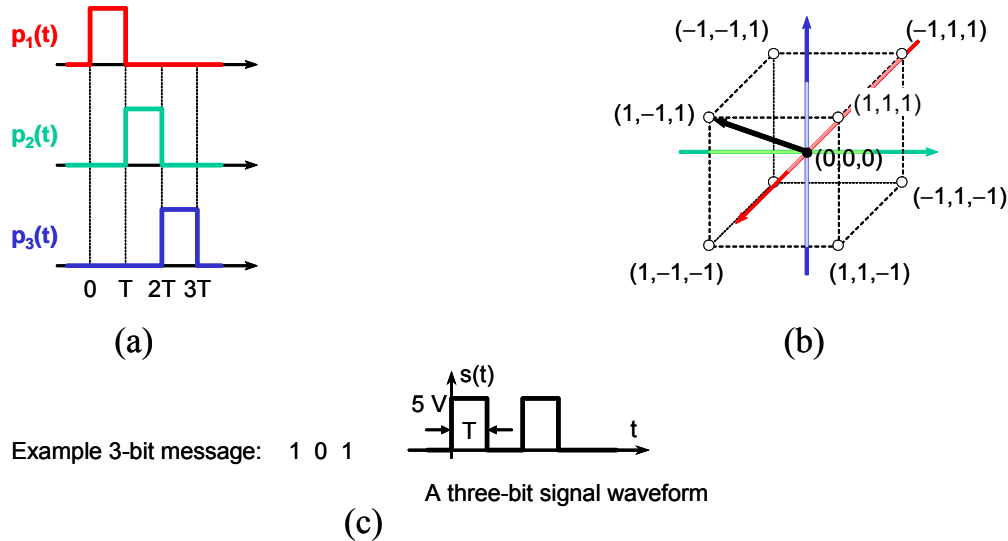 p1(t)
p2(t)
p3(t)
0 T 2T 3T
(a)
(−1,−1,1)
(−1,1,1)
(1,−1,1)
(1,1,1)
(0,0,0)
(−1,1,−1)
(1,−1,−1)
(1,1,−1)
(b)
s(t)
5 V
T
t
Example 3-bit message: 1 0 1
A three-bit signal waveform
(c)